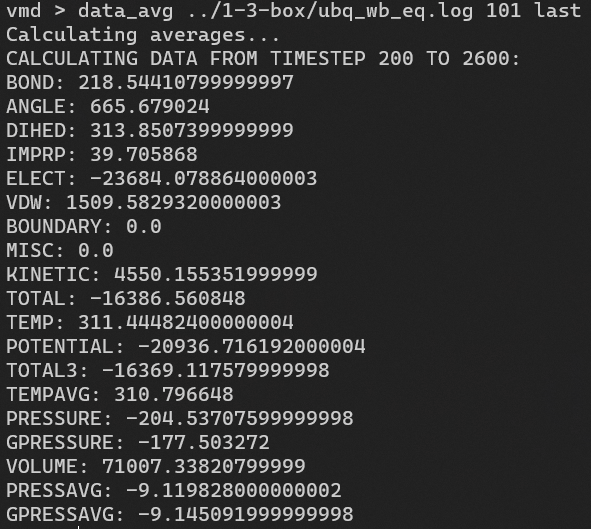 vmd > data_avg ../1-3-box/ubq_wb_eq.log 101 last
Calculating averages...
CALCULATING DATA FROM TIMESTEP 200 TO 2600:
BOND: 218.54410799999997
ANGLE: 665.679024
DIHED: 313.8507399999999
IMPRP: 39.705868
ELECT: -23684.078864000003
VDW: 1509.5829320000003
BOUNDARY: 0.0
MISC: 0.0
KINETIC: 4550.155351999999
TOTAL: -16386.560848
TEMP: 311.44482400000004
POTENTIAL: -20936.716192000004
TOTAL3: -16369.117579999998
TEMPAVG: 310.796648
PRESSURE: -204.53707599999998
GPRESSURE: -177.503272
VOLUME: 71007.33820799999
PRESSAVG: -9.119828000000002
GPRESSAVG: -9.145091999999998